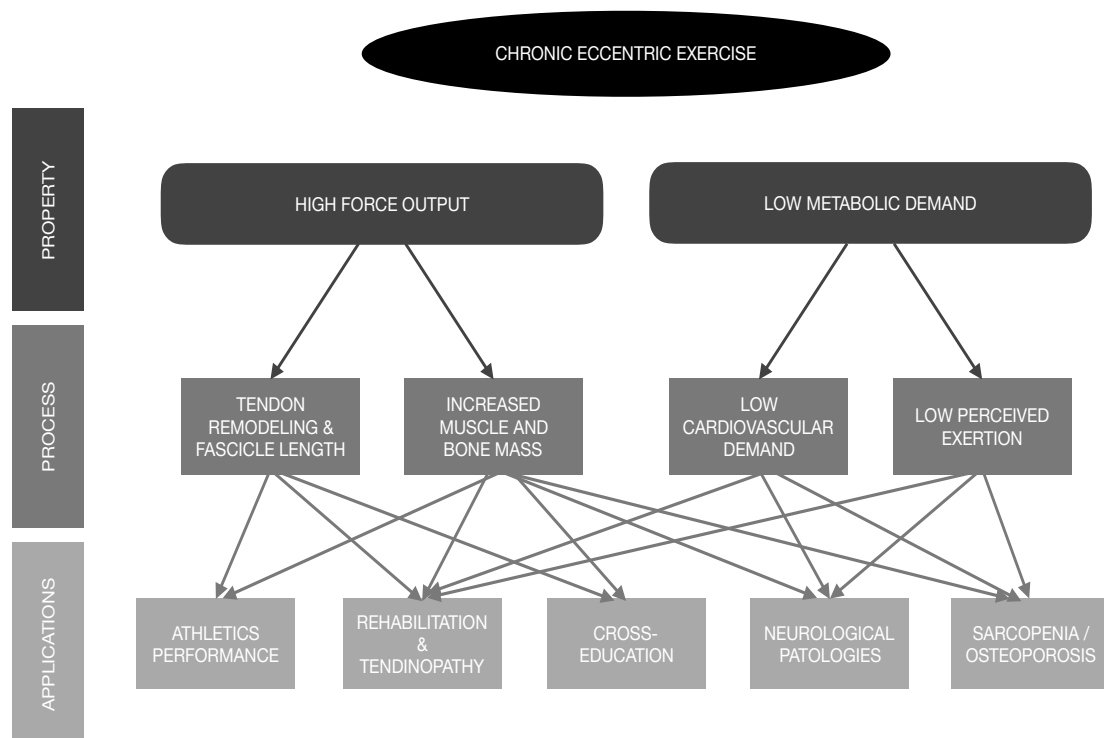 CHRONIC ECCENTRIC EXERCISE
PROPERTY
HIGH FORCE OUTPUT
LOW METABOLIC DEMAND
PROCESS
TENDON
REMODELING &
FASCICLE LENGTH
INCREASED
MUSCLE AND
BONE MASS
LOW
CARDIOVASCULAR
DEMAND
LOW PERCEIVED
EXERTION
APPLICATIONS
ATHLETICS
PERFORMANCE
REHABILITATION
&
TENDINOPATHY
CROSS-
EDUCATION
NEUROLOGICAL
PATHOLOGIES
SARCOPENIA /
OSTEOPOROSIS